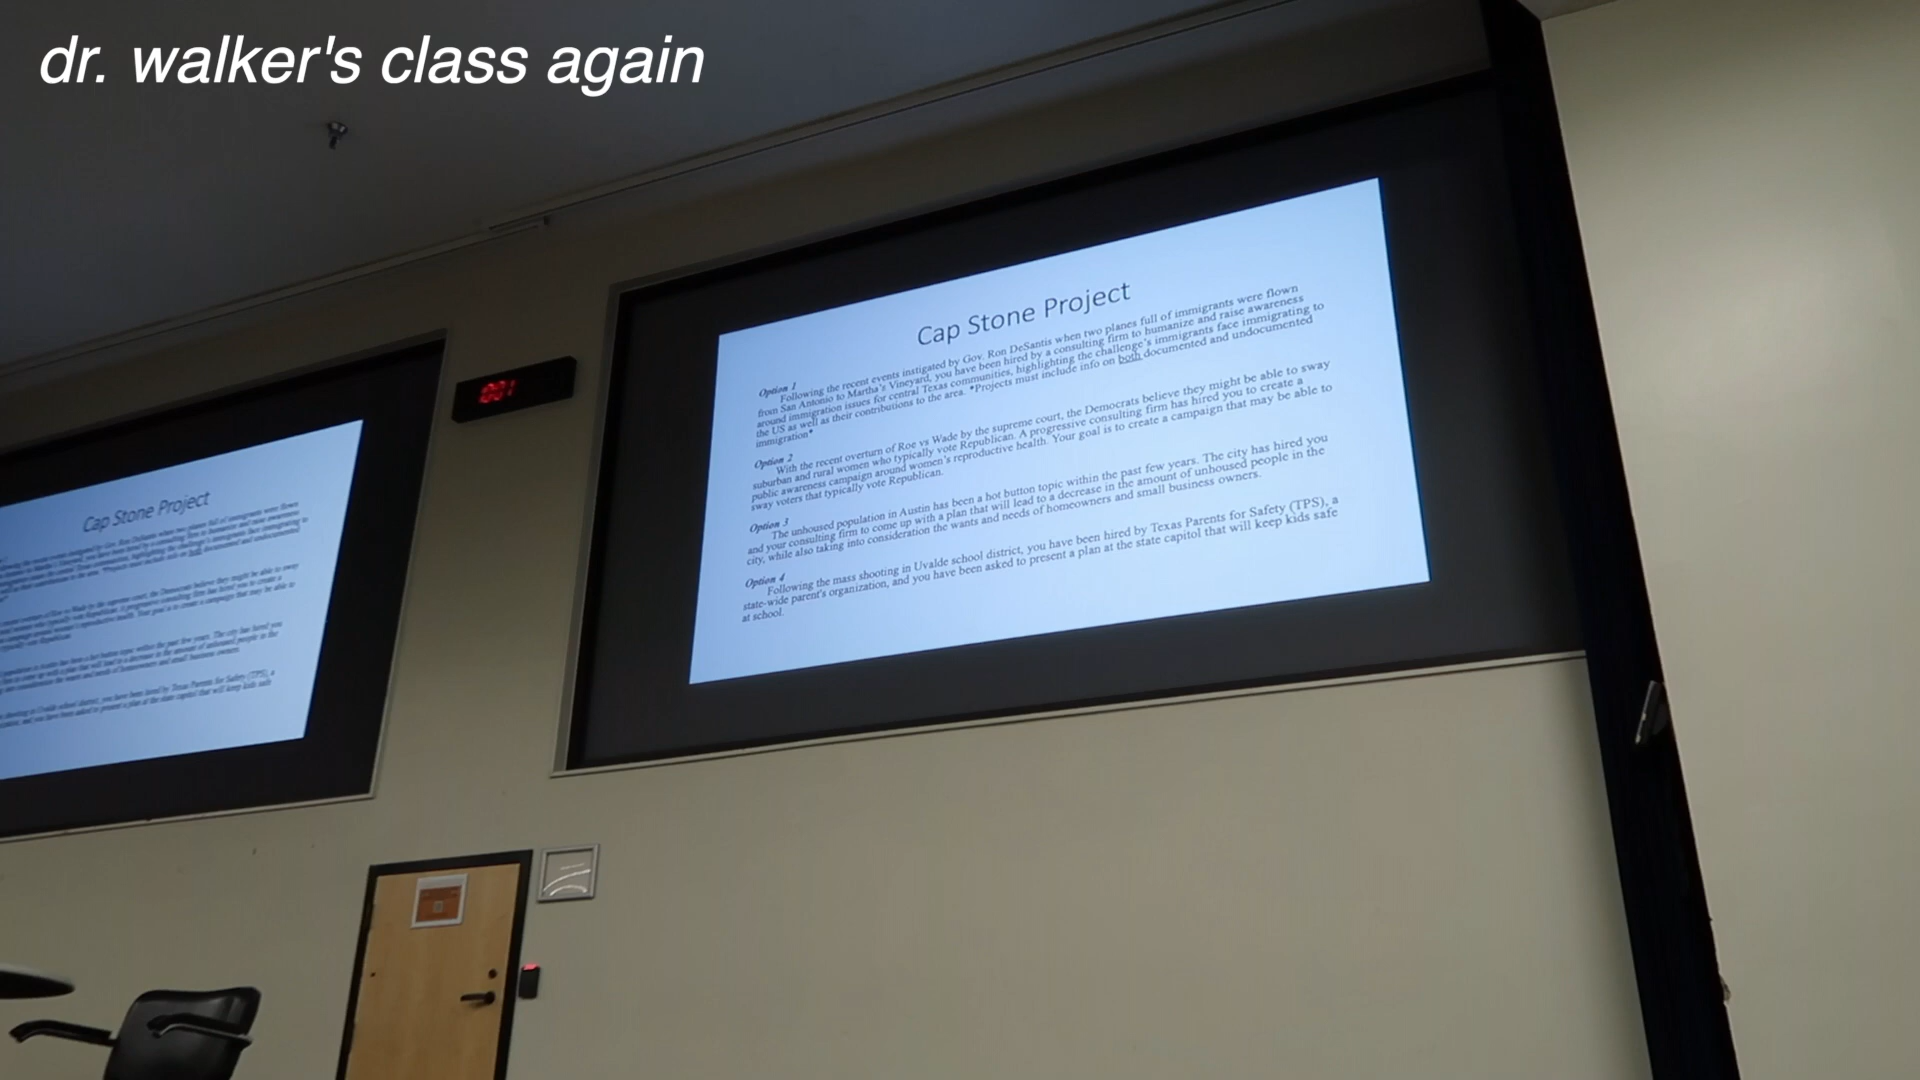 dr. walker's class again
001
Cap Stone Project
Option 1
Following the recent events instigated by Gov. Ron DeSantis when two planes full of immigrants were flown
from San Antonio to Martha's Vineyard, you have been hired by a consulting firm to humanize and raise awareness
around immigration issues for central Texas communities, highlighting the challenge's immigrants face immigrating to
the US as well as their contributions to the area. *Projects must include info on both documented and undocumented
immigration*
Option 2
With the recent overturn of Roe vs Wade by the supreme court, the Democrats believe they might be able to sway
suburban and rural women who typically vote Republican. A progressive consulting firm has hired you to create a
public awareness campaign around women's reproductive health. Your goal is to create a campaign that may be able to
sway voters that typically vote Republican.
Option 3
The unhoused population in Austin has been a hot button topic within the past few years. The city has hired you
and your consulting firm to come up with a plan that will lead to a decrease in the amount of unhoused people in the
city, while also taking into consideration the wants and needs of homeowners and small business owners.
Option 4
Following the mass shooting in Uvalde school district, you have been hired by Texas Parents for Safety (TPS), a
state-wide parent's organization, and you have been asked to present a plan at the state capitol that will keep kids safe
at school.
Cap Stone Project